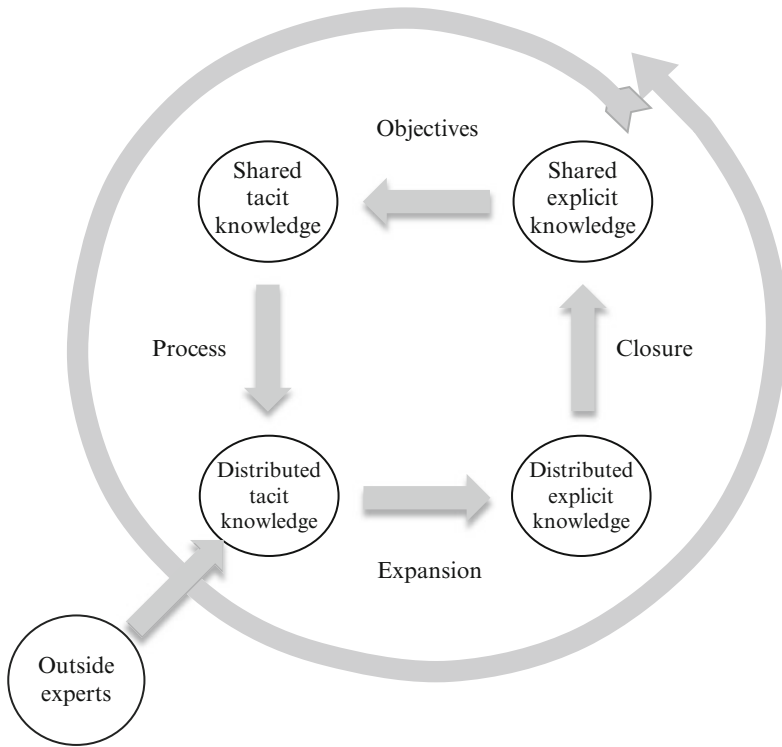 Objectives
Shared
tacit
knowledge
Shared
explicit
knowledge
Process
Closure
Distributed
tacit
knowledge
Distributed
explicit
knowledge
Expansion
Outside
experts